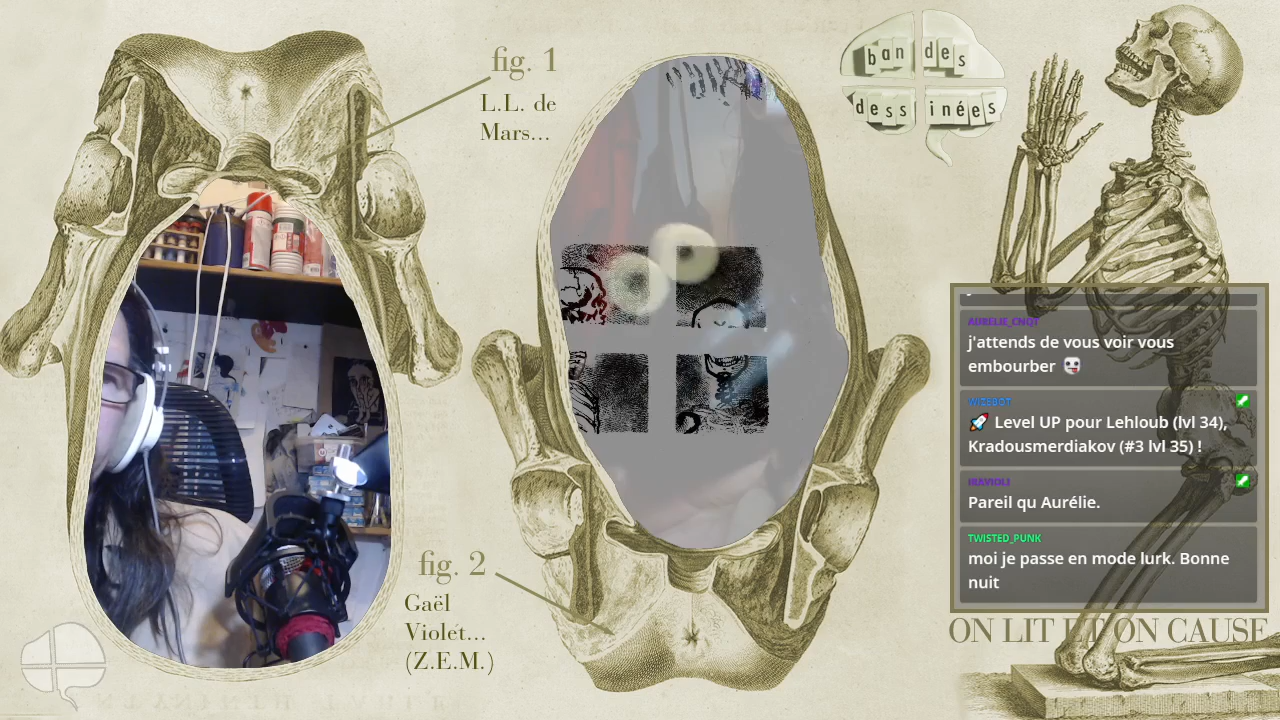 fig. 1
L.L. de
Mars...
ban des
dess inées
AURELIE_CNQT
j'attends de vous voir vous
embourber
WIZEBOT
Level UP pour Lehloub (lvl 34),
Kradousmerdiakov (#3 lvl 35) !
Pareil qu Aurélie.
TWISTED_PUNK
moi je passe en mode lurk. Bonne
nuit
fig. 2
Gaël
Violet...
(Z.E.M.)
ON LIT ET ON CAUSE